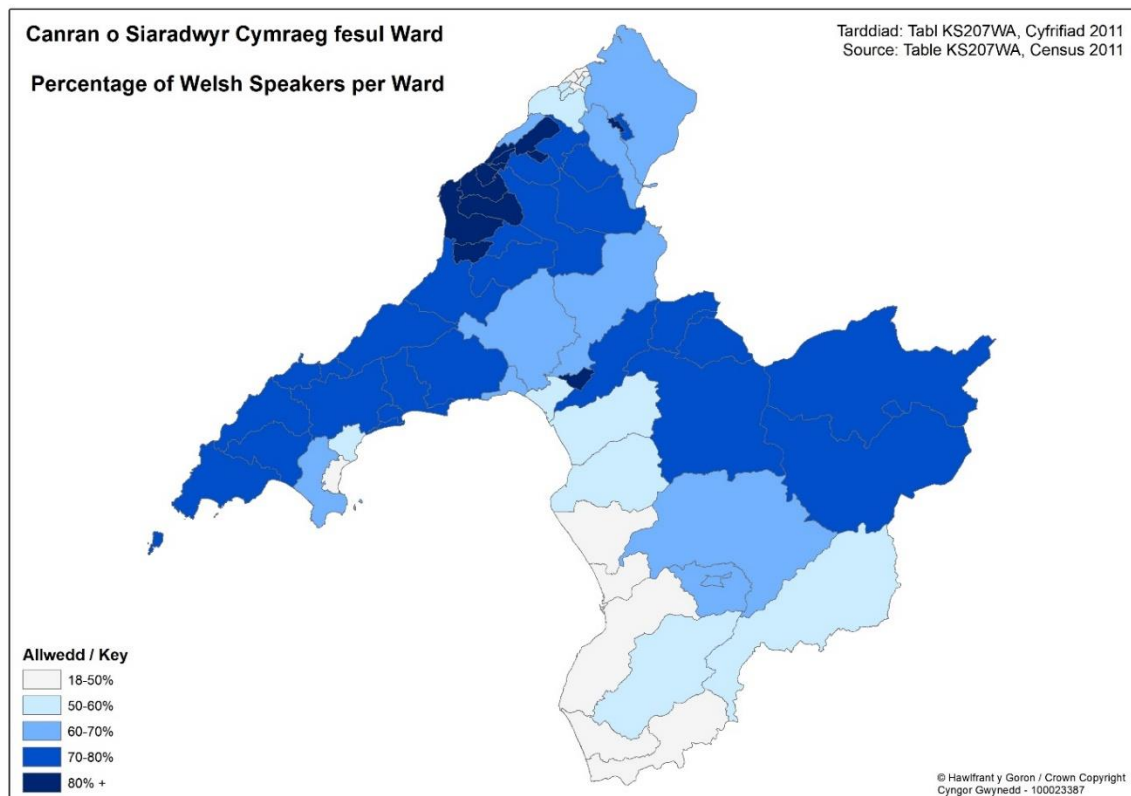 Canran o Siaradwyr Cymraeg fesul Ward
Percentage of Welsh Speakers per Ward
Tarddiad: Tabl KS207WA, Cyfrifiad 2011
Source: Table KS207WA, Census 2011
Allwedd / Key
18-50%
50-60%
60-70%
70-80%
80% +
© Hawlfraint y Goron / Crown Copyright
Cyngor Gwynedd - 100023387